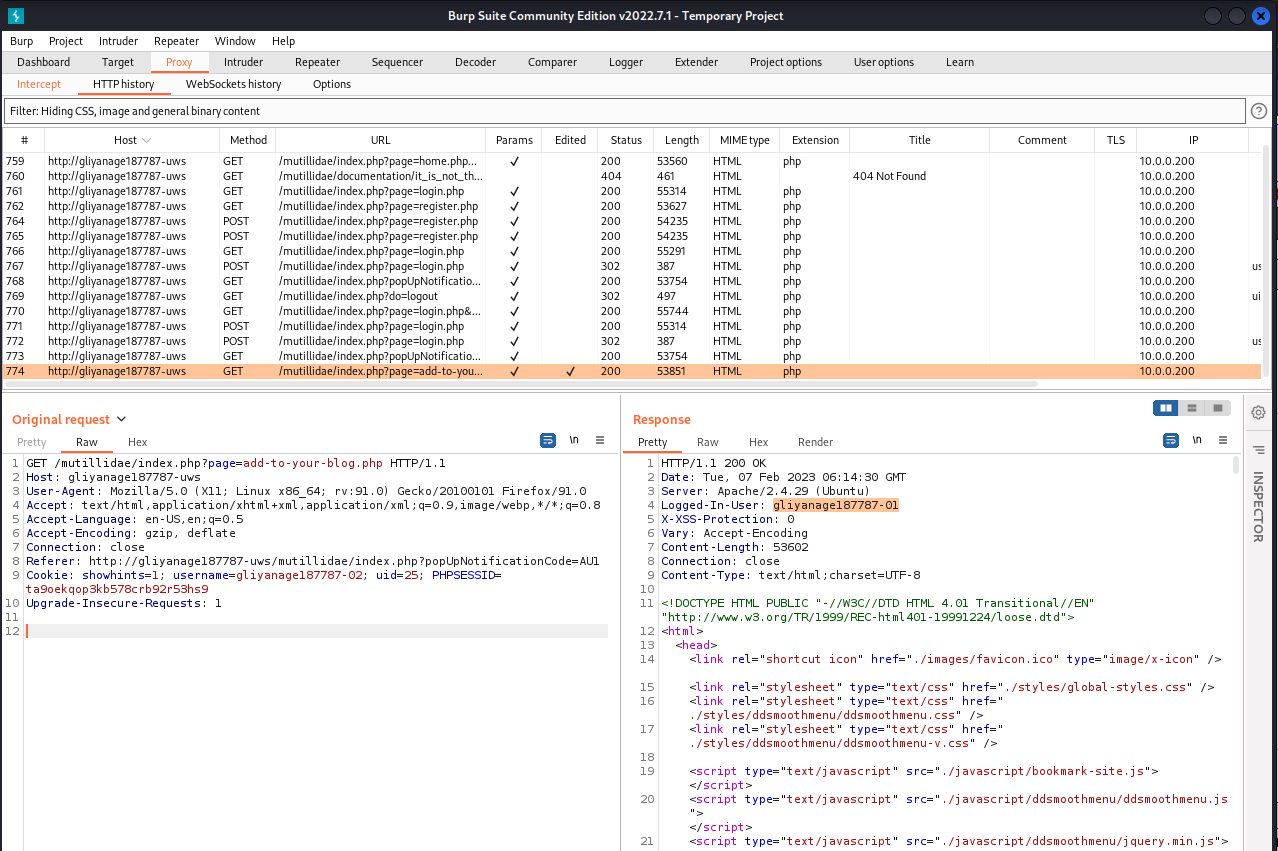 Burp Suite Community Edition v2022.7.1 - Temporary Project
Burp Project Intruder Repeater Window Help
Dashboard Target Proxy Intruder Repeater Sequencer Decoder Comparer Logger Extender Project options User options Learn
Intercept HTTP history WebSockets history Options
Filter: Hiding CSS, image and general binary content
# Host Method URL Params Edited Status Length MIME type Extension Title Comment TLS IP
759 http://gliyanage187787-uws GET /mutillidae/index.php?page=home.php... ✓ 200 53560 HTML php 10.0.0.200
760 http://gliyanage187787-uws GET /mutillidae/documentation/it_is_not_th... 404 461 HTML 404 Not Found 10.0.0.200
761 http://gliyanage187787-uws GET /mutillidae/index.php?page=login.php ✓ 200 55314 HTML php 10.0.0.200
762 http://gliyanage187787-uws GET /mutillidae/index.php?page=register.php ✓ 200 53627 HTML php 10.0.0.200
764 http://gliyanage187787-uws POST /mutillidae/index.php?page=register.php ✓ 200 54235 HTML php 10.0.0.200
765 http://gliyanage187787-uws POST /mutillidae/index.php?page=register.php ✓ 200 54235 HTML php 10.0.0.200
766 http://gliyanage187787-uws GET /mutillidae/index.php?page=login.php ✓ 200 55291 HTML php 10.0.0.200
767 http://gliyanage187787-uws POST /mutillidae/index.php?page=login.php ✓ 302 387 HTML php 10.0.0.200 us
768 http://gliyanage187787-uws GET /mutillidae/index.php?popUpNotificatio... ✓ 200 53754 HTML php 10.0.0.200
769 http://gliyanage187787-uws GET /mutillidae/index.php?do=logout ✓ 302 497 HTML php 10.0.0.200 ui
770 http://gliyanage187787-uws GET /mutillidae/index.php?page=login.php&... ✓ 200 55744 HTML php 10.0.0.200
771 http://gliyanage187787-uws POST /mutillidae/index.php?page=login.php ✓ 200 55314 HTML php 10.0.0.200
772 http://gliyanage187787-uws POST /mutillidae/index.php?page=login.php ✓ 302 387 HTML php 10.0.0.200 us
773 http://gliyanage187787-uws GET /mutillidae/index.php?popUpNotificatio... ✓ 200 53754 HTML php 10.0.0.200
774 http://gliyanage187787-uws GET /mutillidae/index.php?page=add-to-you... ✓ ✓ 200 53851 HTML php 10.0.0.200
Original request
Pretty Raw Hex \n
1 GET /mutillidae/index.php?page=add-to-your-blog.php HTTP/1.1
2 Host: gliyanage187787-uws
3 User-Agent: Mozilla/5.0 (X11; Linux x86_64; rv:91.0) Gecko/20100101 Firefox/91.0
4 Accept: text/html,application/xhtml+xml,application/xml;q=0.9,image/webp,*/*;q=0.8
5 Accept-Language: en-US,en;q=0.5
6 Accept-Encoding: gzip, deflate
7 Connection: close
8 Referer: http://gliyanage187787-uws/mutillidae/index.php?popUpNotificationCode=AU1
9 Cookie: showhints=1; username=gliyanage187787-02; uid=25; PHPSESSID=
ta9oekqop3kb578crb92r53hs9
10 Upgrade-Insecure-Requests: 1
11
12
Response
Pretty Raw Hex Render \n
1 HTTP/1.1 200 OK
2 Date: Tue, 07 Feb 2023 06:14:30 GMT
3 Server: Apache/2.4.29 (Ubuntu)
4 Logged-In-User: gliyanage187787-01
5 X-XSS-Protection: 0
6 Vary: Accept-Encoding
7 Content-Length: 53602
8 Connection: close
9 Content-Type: text/html;charset=UTF-8
10
11 <!DOCTYPE HTML PUBLIC "-//W3C//DTD HTML 4.01 Transitional//EN"
"http://www.w3.org/TR/1999/REC-html401-19991224/loose.dtd">
12 <html>
13 <head>
14 <link rel="shortcut icon" href="./images/favicon.ico" type="image/x-icon" />
15 <link rel="stylesheet" type="text/css" href="./styles/global-styles.css" />
16 <link rel="stylesheet" type="text/css" href="
./styles/ddsmoothmenu/ddsmoothmenu.css" />
17 <link rel="stylesheet" type="text/css" href="
./styles/ddsmoothmenu/ddsmoothmenu-v.css" />
18
19 <script type="text/javascript" src="./javascript/bookmark-site.js">
</script>
20 <script type="text/javascript" src="./javascript/ddsmoothmenu/ddsmoothmenu.js
">
</script>
21 <script type="text/javascript" src="./javascript/ddsmoothmenu/jquery.min.js">
INSPECTOR